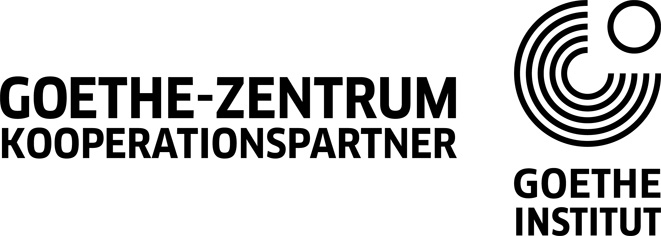 GOETHE-ZENTRUM
KOOPERATIONSPARTNER
GOETHE
INSTITUT